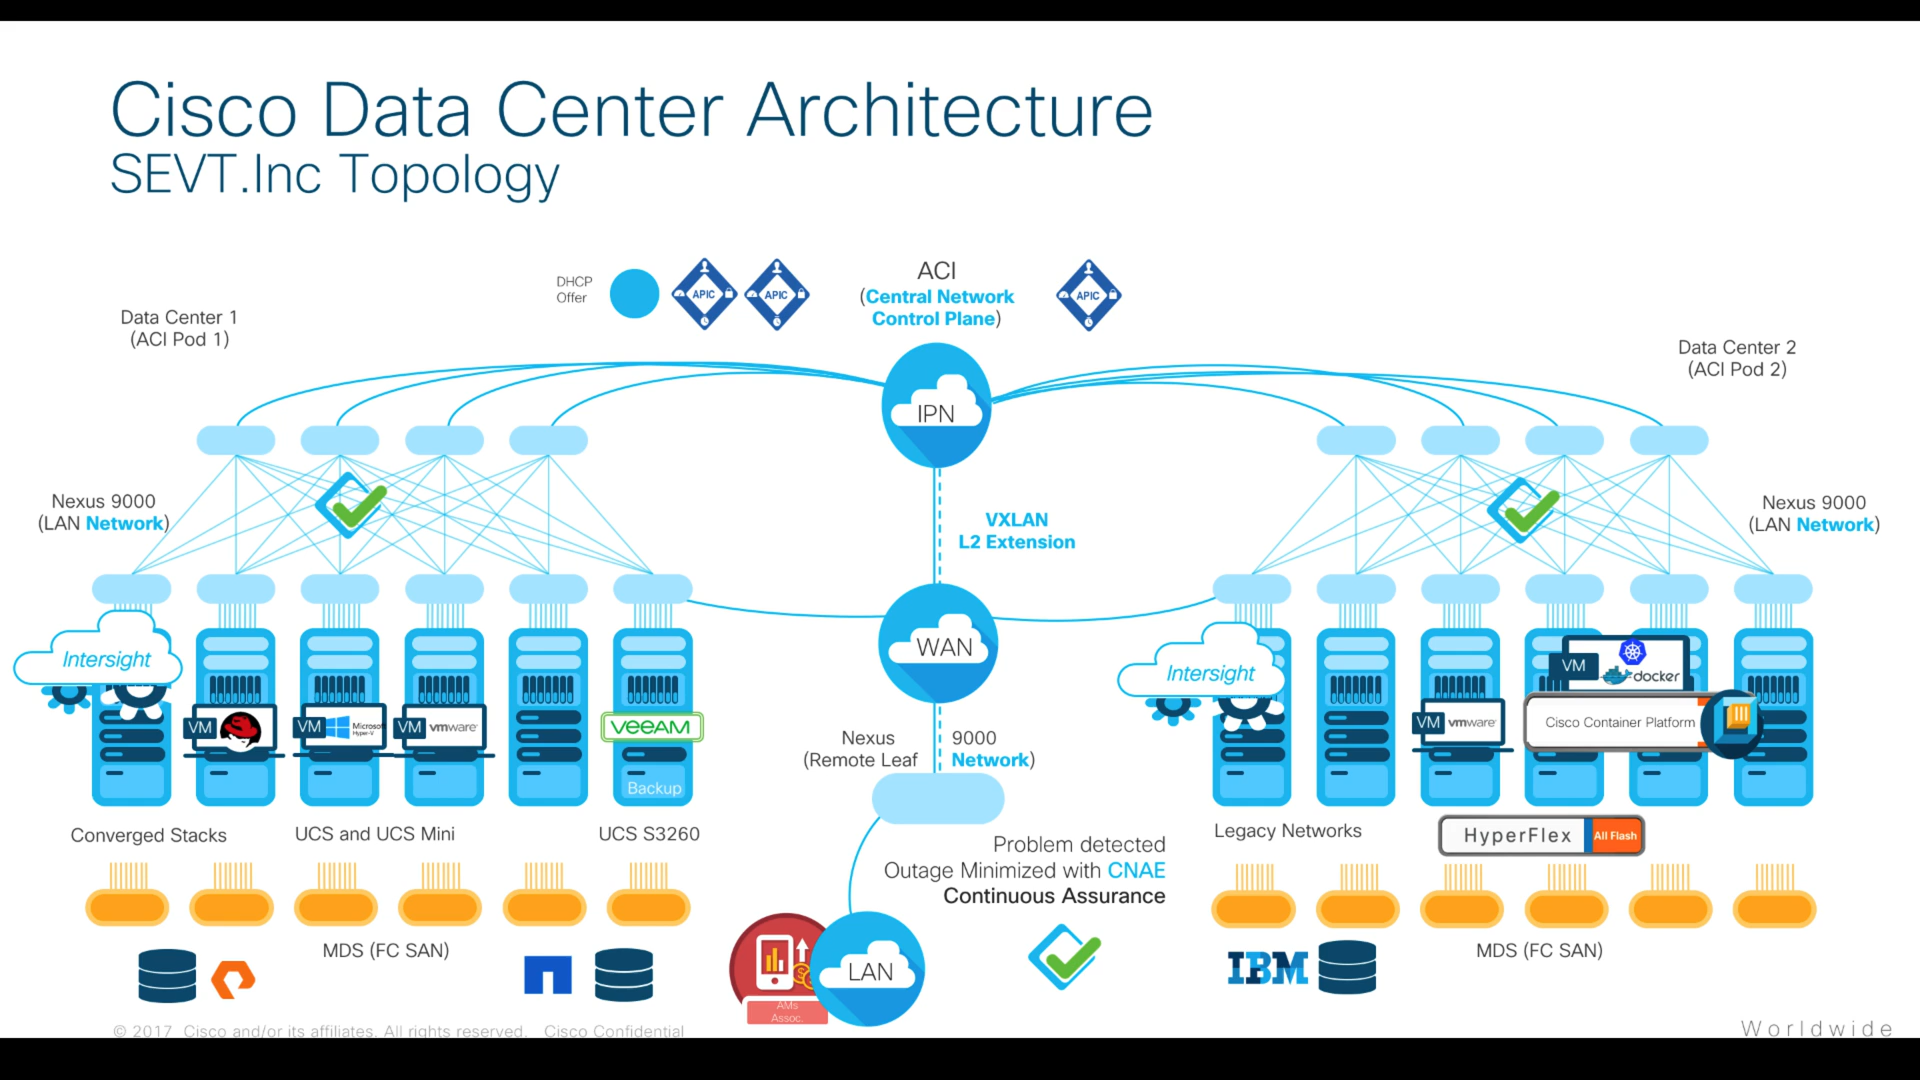 Cisco Data Center Architecture
SEVT.Inc Topology
DHCP
Offer
APIC
APIC
ACI
(Central Network
Control Plane)
APIC
Data Center 1
(ACI Pod 1)
Data Center 2
(ACI Pod 2)
IPN
Nexus 9000
(LAN Network)
VXLAN
L2 Extension
Nexus 9000
(LAN Network)
Intersight
WAN
Intersight
VM
VM
Microsoft
Hyper-V
VM
vmware
veeAM
Backup
VM
vmware
VM
docker
Cisco Container Platform
Nexus
(Remote Leaf
9000
Network)
Converged Stacks
UCS and UCS Mini
UCS S3260
Legacy Networks
HyperFlex
All Flash
Problem detected
Outage Minimized with CNAE
Continuous Assurance
MDS (FC SAN)
MDS (FC SAN)
IBM
LAN
AMs
Assoc.
© 2017 Cisco and/or its affiliates. All rights reserved. Cisco Confidential
Worldwide